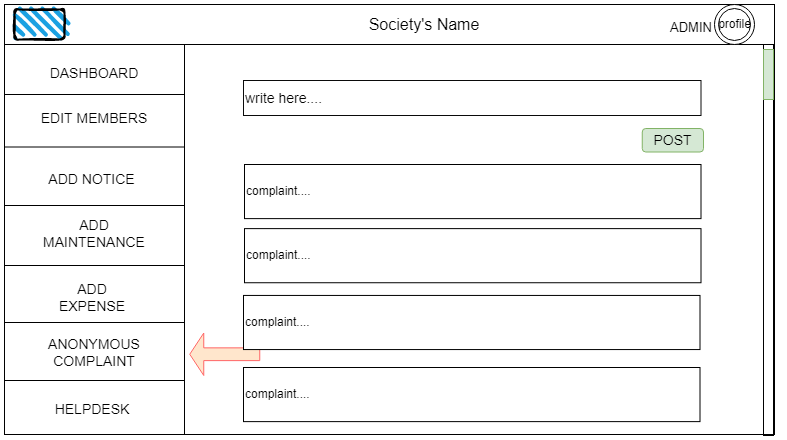 Society's Name
ADMIN
profile
DASHBOARD
EDIT MEMBERS
ADD NOTICE
ADD
MAINTENANCE
ADD
EXPENSE
ANONYMOUS
COMPLAINT
HELPDESK
write here....
POST
complaint....
complaint....
complaint....
complaint....